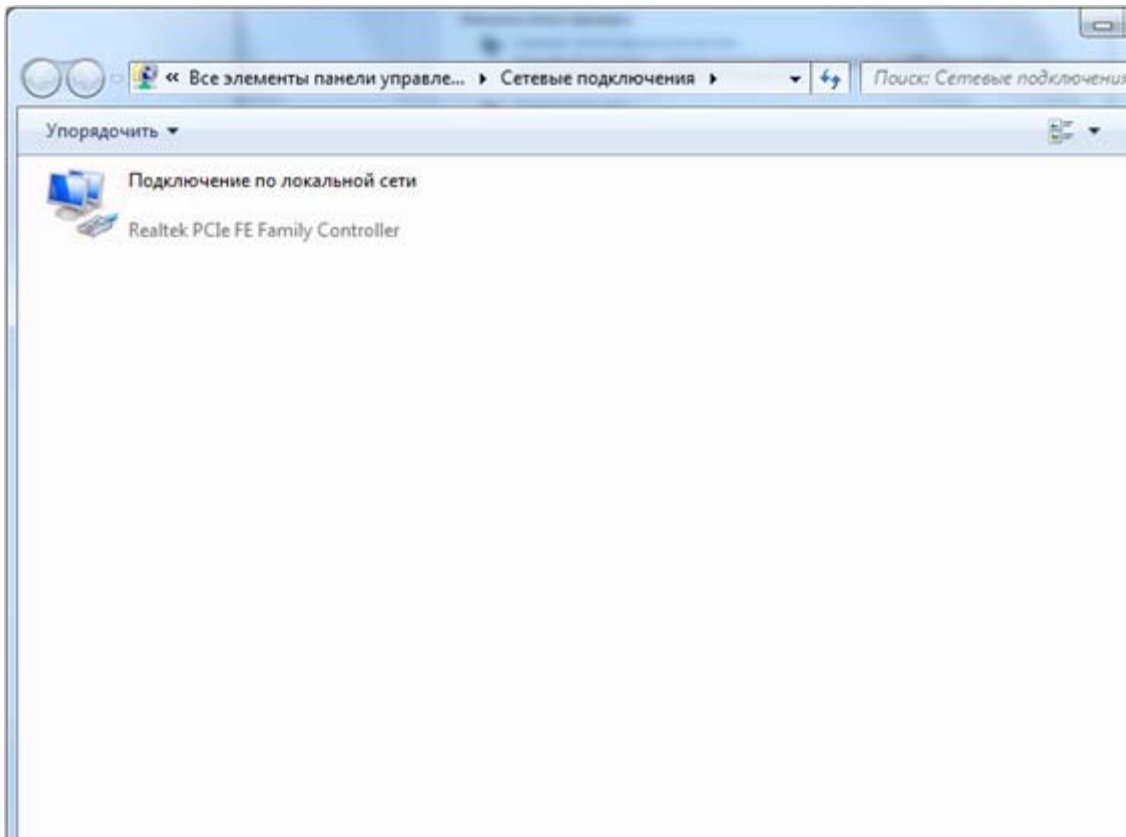 « Все элементы панели управле... ▸ Сетевые подключения ▸
Поиск: Сетевые подключения
Упорядочить
Подключение по локальной сети
Realtek PCIe FE Family Controller